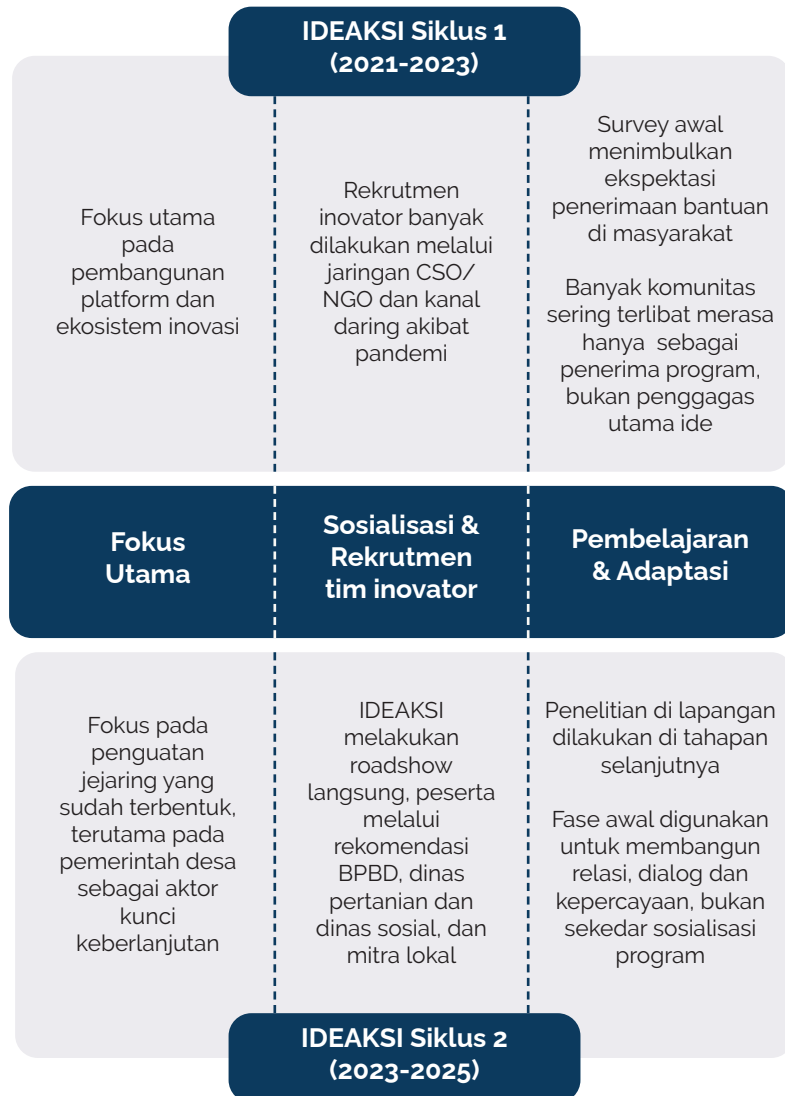 IDEAKSI Siklus 1
(2021-2023)
Fokus utama
pada
pembangunan
platform dan
ekosistem inovasi
Rekrutmen
inovator banyak
dilakukan melalui
jaringan CSO/
NGO dan kanal
daring akibat
pandemi
Survey awal
menimbulkan
ekspektasi
penerimaan bantuan
di masyarakat
Banyak komunitas
sering terlibat merasa
hanya sebagai
penerima program,
bukan penggagas
utama ide
Fokus
Utama
Sosialisasi &
Rekrutmen
tim inovator
Pembelajaran
& Adaptasi
Fokus pada
penguatan
jejaring yang
sudah terbentuk,
terutama pada
pemerintah desa
sebagai aktor
kunci
keberlanjutan
IDEAKSI
melakukan
roadshow
langsung, peserta
melalui
rekomendasi
BPBD, dinas
pertanian dan
dinas sosial, dan
mitra lokal
Penelitian di lapangan
dilakukan di tahapan
selanjutnya
Fase awal digunakan
untuk membangun
relasi, dialog dan
kepercayaan, bukan
sekedar sosialisasi
program
IDEAKSI Siklus 2
(2023-2025)